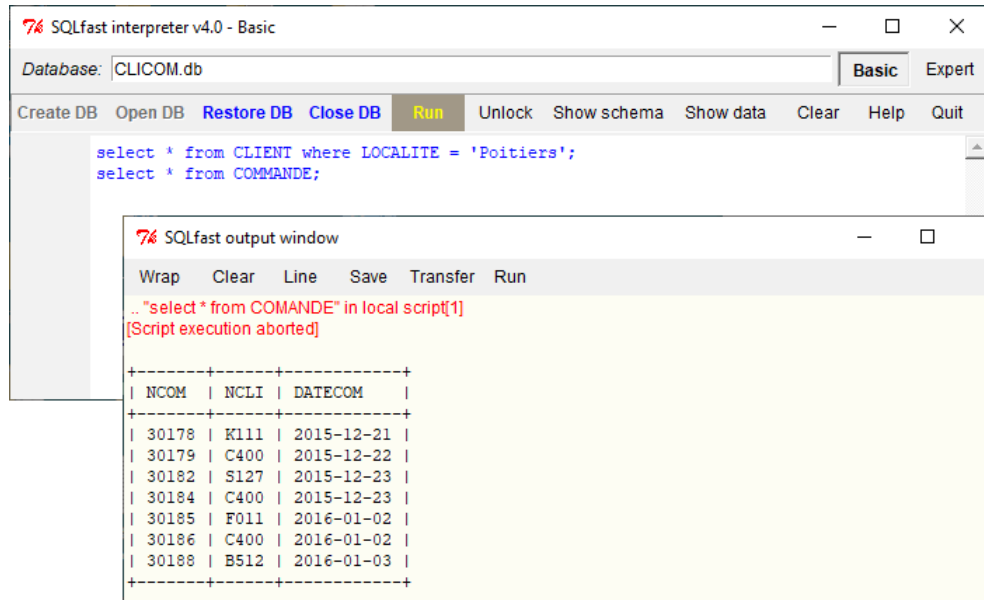 SQLfast interpreter v4.0 - Basic
Database: CLICOM.db Basic Expert
Create DB Open DB Restore DB Close DB Run Unlock Show schema Show data Clear Help Quit
select * from CLIENT where LOCALITE = 'Poitiers';
select * from COMMANDE;
SQLfast output window
Wrap Clear Line Save Transfer Run
.. "select * from COMANDE" in local script[1]
[Script execution aborted]
+-------+------+------------+
| NCOM  | NCLI | DATECOM    |
+-------+------+------------+
| 30178 | K111 | 2015-12-21 |
| 30179 | C400 | 2015-12-22 |
| 30182 | S127 | 2015-12-23 |
| 30184 | C400 | 2015-12-23 |
| 30185 | F011 | 2016-01-02 |
| 30186 | C400 | 2016-01-02 |
| 30188 | B512 | 2016-01-03 |
+-------+------+------------+